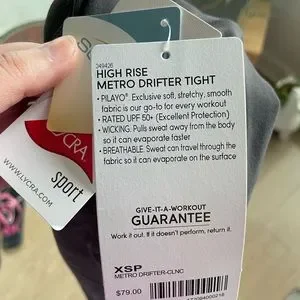 349426
HIGH RISE
METRO DRIFTER TIGHT
• PILAYO®. Exclusive soft, stretchy, smooth
fabric is our go-to for every workout
• RATED UPF 50+ (Excellent Protection)
• WICKING. Pulls sweat away from the body
so it can evaporate faster
• BREATHABLE. Sweat can travel through the
fabric so it can evaporate on the surface
GIVE-IT-A-WORKOUT
GUARANTEE
Work it out. If it doesn't perform, return it.
XSP
METRO DRIFTER-CLNC
$79.00
LYCRA
sport
WWW.LYCRA.COM